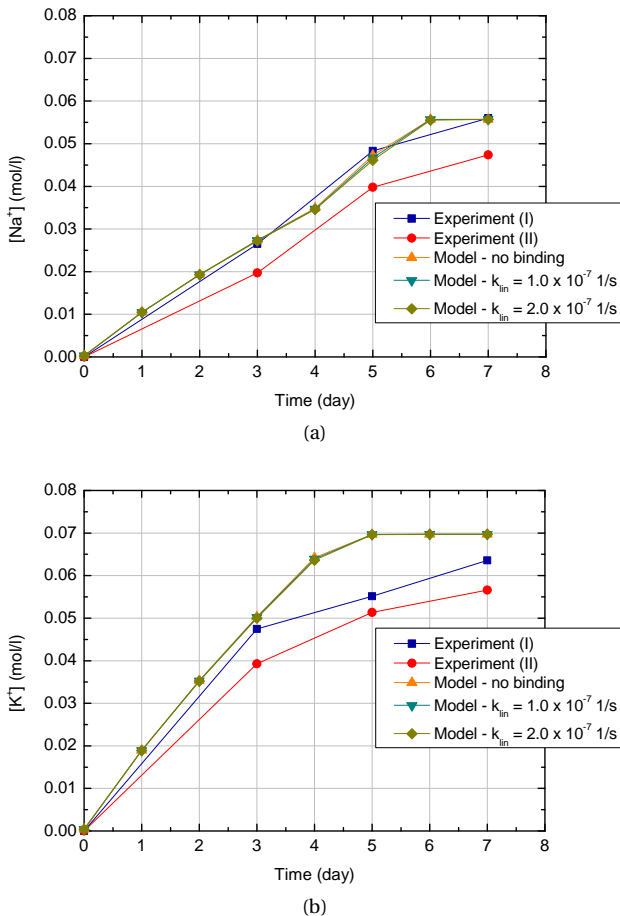 0.08
0.07
0.06
0.05
0.04
0.03
0.02
0.01
0.00
[Na⁺] (mol/l)
Experiment (I)
Experiment (II)
Model - no binding
Model - k_lin = 1.0 x 10⁻⁷ 1/s
Model - k_lin = 2.0 x 10⁻⁷ 1/s
0 1 2 3 4 5 6 7 8
Time (day)
(a)
0.08
0.07
0.06
0.05
0.04
0.03
0.02
0.01
0.00
[K⁺] (mol/l)
Experiment (I)
Experiment (II)
Model - no binding
Model - k_lin = 1.0 x 10⁻⁷ 1/s
Model - k_lin = 2.0 x 10⁻⁷ 1/s
0 1 2 3 4 5 6 7 8
Time (day)
(b)